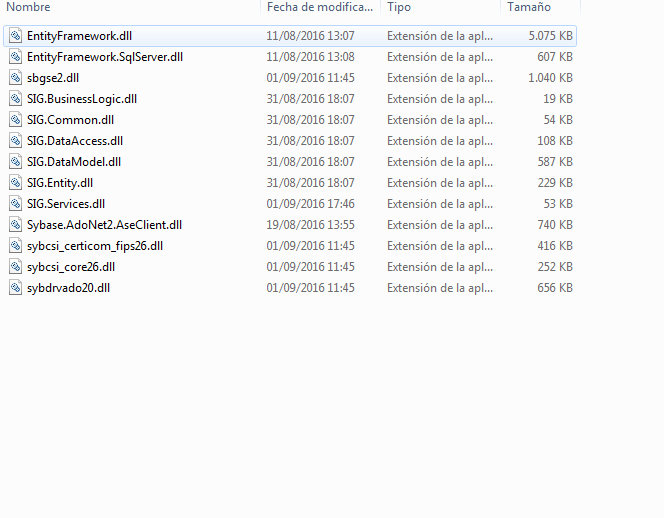 Nombre Fecha de modifica... Tipo Tamaño
EntityFramework.dll 11/08/2016 13:07 Extensión de la apl... 5.075 KB
EntityFramework.SqlServer.dll 11/08/2016 13:08 Extensión de la apl... 607 KB
sbgse2.dll 01/09/2016 11:45 Extensión de la apl... 1.040 KB
SIG.BusinessLogic.dll 31/08/2016 18:07 Extensión de la apl... 19 KB
SIG.Common.dll 31/08/2016 18:07 Extensión de la apl... 54 KB
SIG.DataAccess.dll 31/08/2016 18:07 Extensión de la apl... 108 KB
SIG.DataModel.dll 31/08/2016 18:07 Extensión de la apl... 587 KB
SIG.Entity.dll 31/08/2016 18:07 Extensión de la apl... 229 KB
SIG.Services.dll 01/09/2016 17:46 Extensión de la apl... 53 KB
Sybase.AdoNet2.AseClient.dll 19/08/2016 13:55 Extensión de la apl... 740 KB
sybcsi_certicom_fips26.dll 01/09/2016 11:45 Extensión de la apl... 416 KB
sybcsi_core26.dll 01/09/2016 11:45 Extensión de la apl... 252 KB
sybdrvado20.dll 01/09/2016 11:45 Extensión de la apl... 656 KB